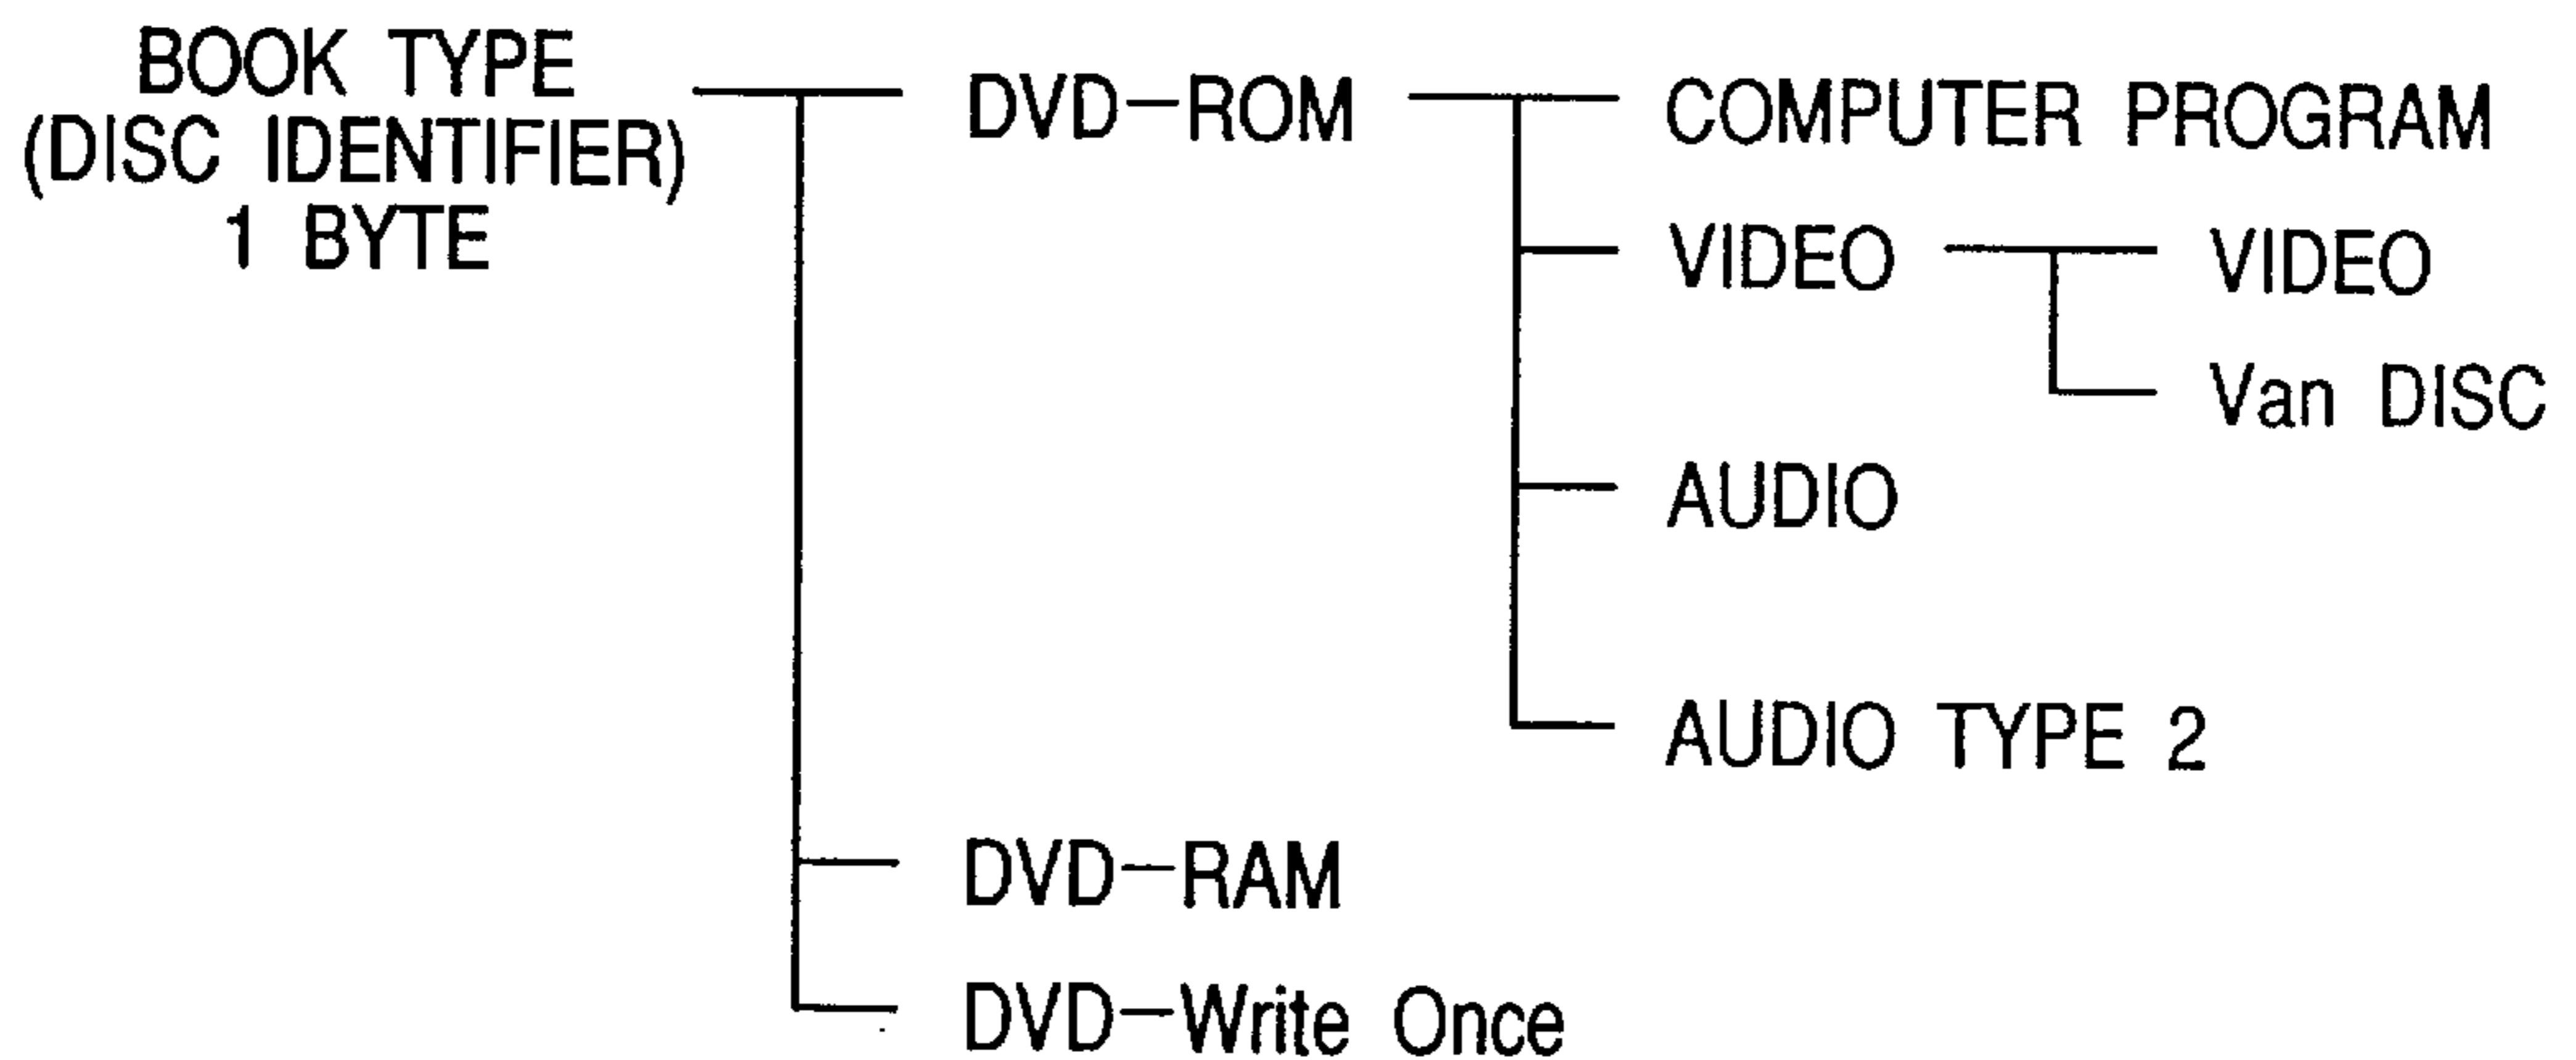 BOOK TYPE
(DISC IDENTIFIER)
1 BYTE
DVD-ROM
COMPUTER PROGRAM
VIDEO
VIDEO
Van DISC
AUDIO
AUDIO TYPE 2
DVD-RAM
DVD-Write Once